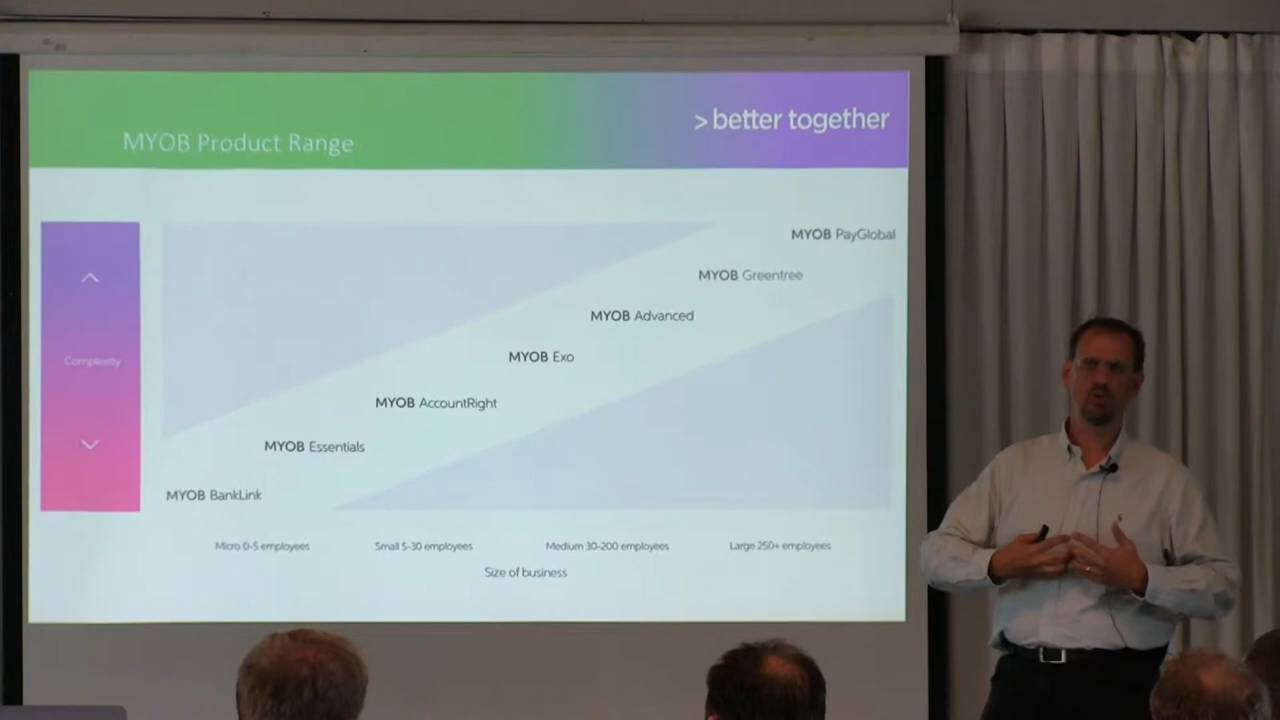 > better together
MYOB Product Range
MYOB PayGlobal
MYOB Greentree
MYOB Advanced
MYOB Exo
Complexity
MYOB AccountRight
MYOB Essentials
MYOB BankLink
Micro 0-5 employees
Small 5-30 employees
Medium 30-200 employees
Large 250+ employees
Size of business